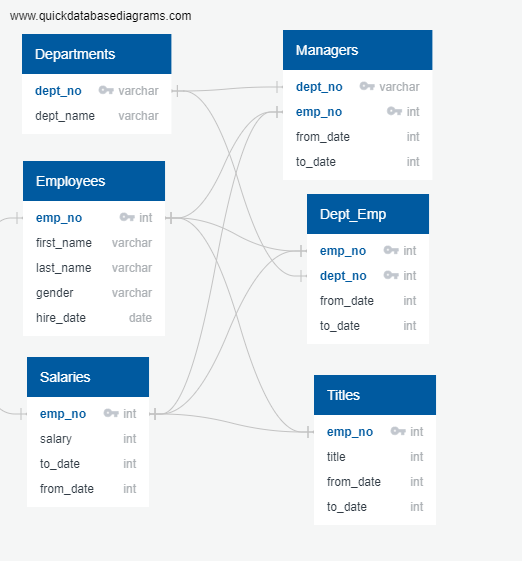 www.quickdatabasediagrams.com
Departments
dept_no varchar
dept_name varchar
Employees
emp_no int
first_name varchar
last_name varchar
gender varchar
hire_date date
Salaries
emp_no int
salary int
to_date int
from_date int
Managers
dept_no varchar
emp_no int
from_date int
to_date int
Dept_Emp
emp_no int
dept_no int
from_date int
to_date int
Titles
emp_no int
title int
from_date int
to_date int